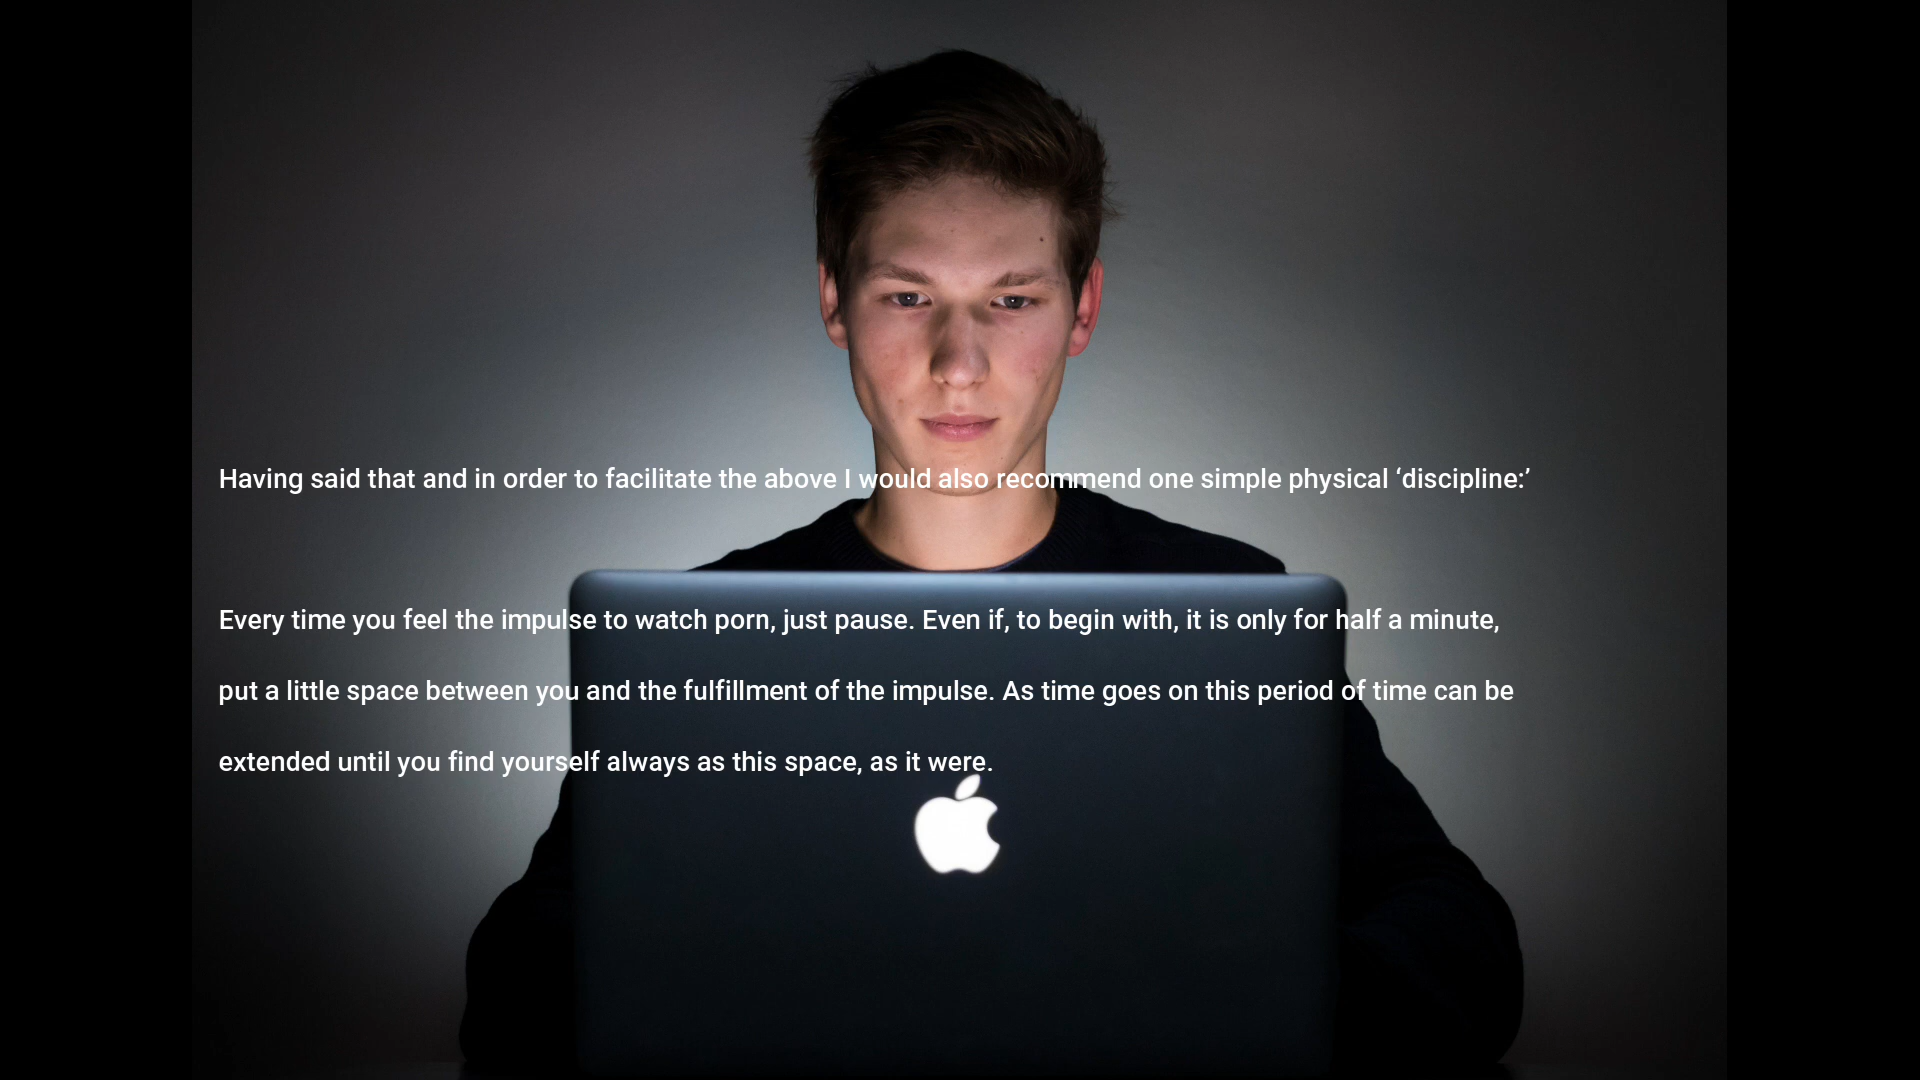 Having said that and in order to facilitate the above I would also recommend one simple physical ‘discipline:’
Every time you feel the impulse to watch porn, just pause. Even if, to begin with, it is only for half a minute,
put a little space between you and the fulfillment of the impulse. As time goes on this period of time can be
extended until you find yourself always as this space, as it were.